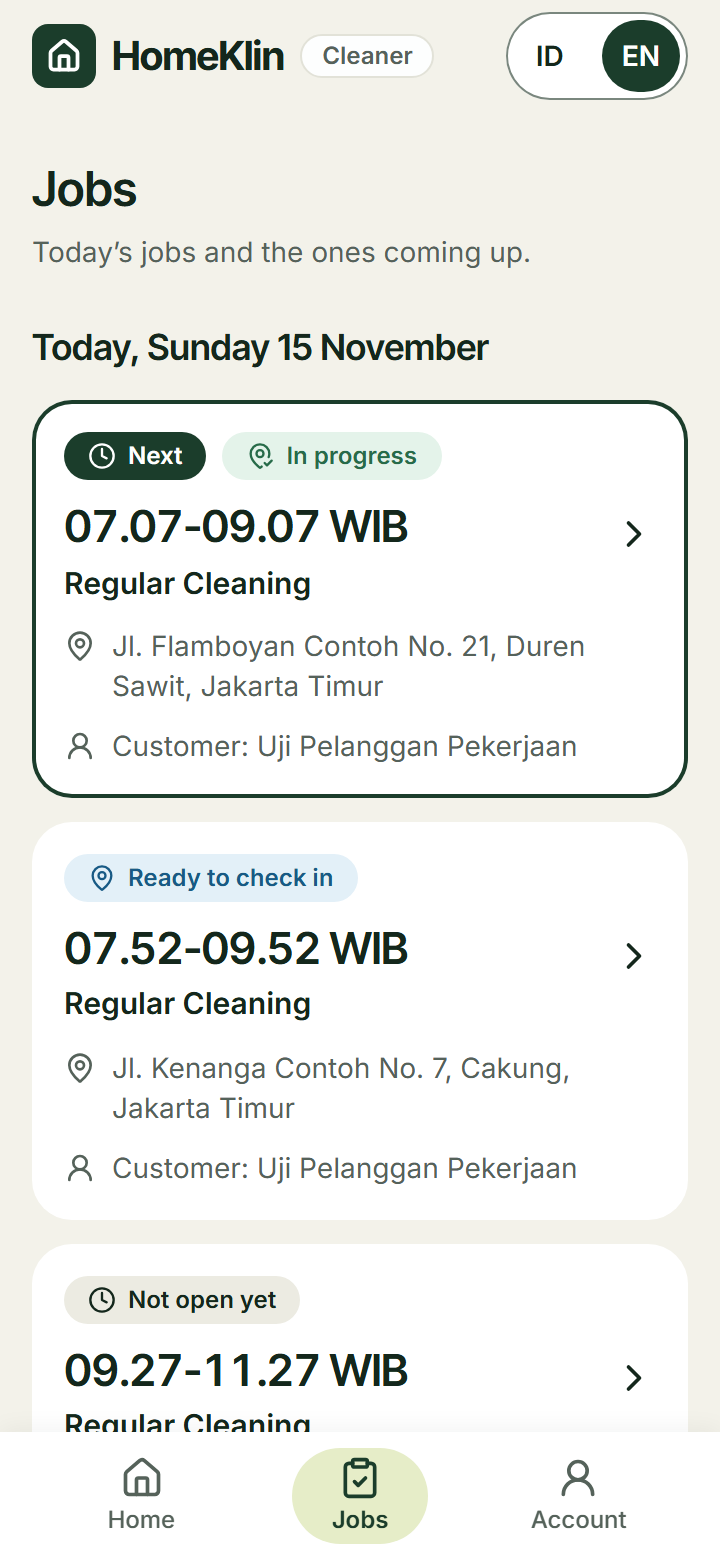 HomeKlin
Cleaner
ID
EN
Jobs
Today’s jobs and the ones coming up.
Today, Sunday 15 November
Next
In progress
07.07-09.07 WIB
Regular Cleaning
Jl. Flamboyan Contoh No. 21, Duren
Sawit, Jakarta Timur
Customer: Uji Pelanggan Pekerjaan
Ready to check in
07.52-09.52 WIB
Regular Cleaning
Jl. Kenanga Contoh No. 7, Cakung,
Jakarta Timur
Customer: Uji Pelanggan Pekerjaan
Not open yet
09.27-11.27 WIB
Regular Cleaning
Home
Jobs
Account